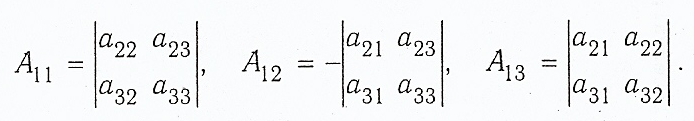 $A_{11} = \begin{vmatrix} a_{22} & a_{23} \\ a_{32} & a_{33} \end{vmatrix}, \quad A_{12} = -\begin{vmatrix} a_{21} & a_{23} \\ a_{31} & a_{33} \end{vmatrix}, \quad A_{13} = \begin{vmatrix} a_{21} & a_{22} \\ a_{31} & a_{32} \end{vmatrix}.$